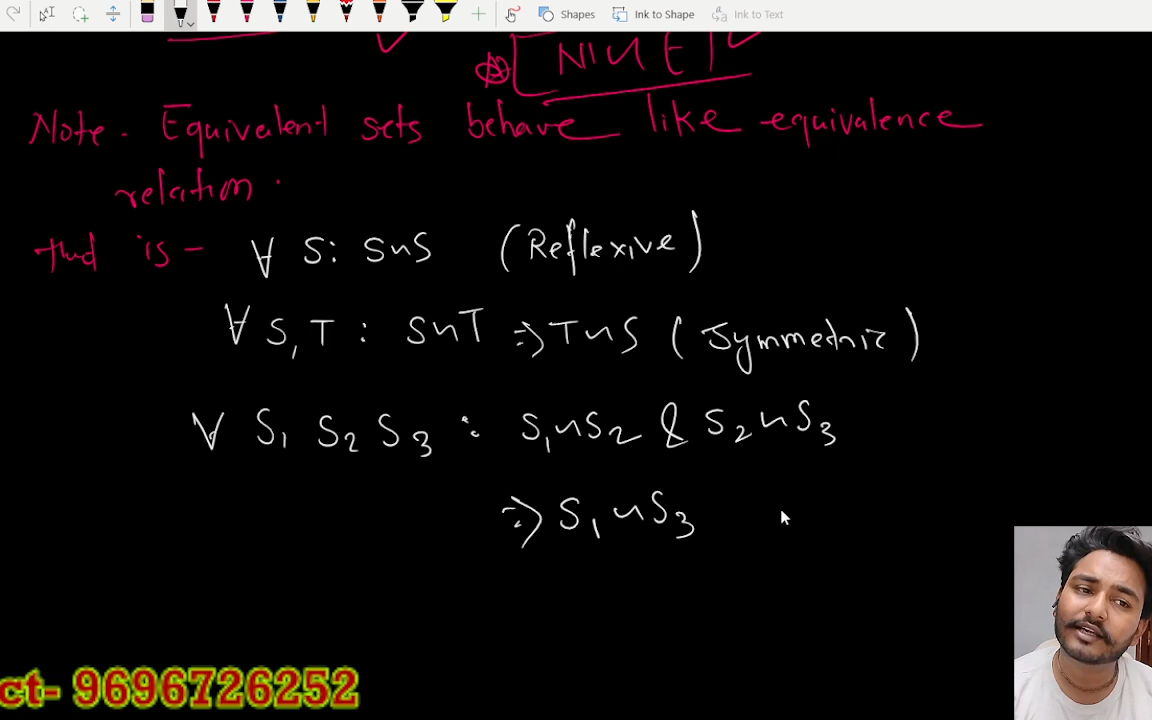 Shapes Ink to Shape Ink to Text
Note - Equivalent sets behave like equivalence
relation.
that is - ∀ S: S~S (Reflexive)
∀ S,T : S~T ⇒ T~S (Symmetric)
∀ S₁ S₂ S₃ : S₁~S₂ & S₂~S₃
⇒ S₁~S₃
ct- 9696726252